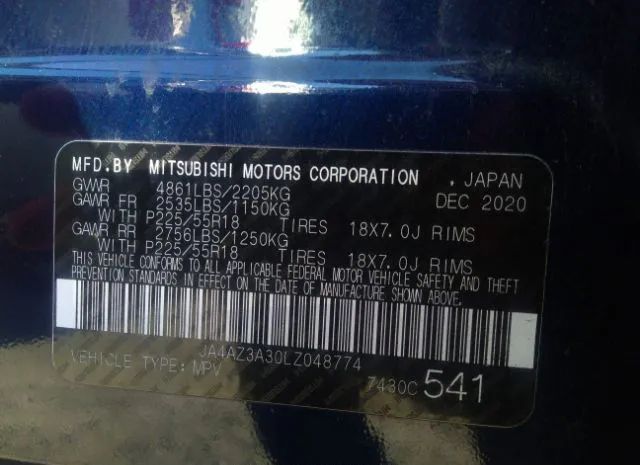 MFD.BY MITSUBISHI MOTORS CORPORATION , JAPAN
GVWR 4861LBS/2205KG DEC 2020
GAWR FR 2535LBS/1150KG
WITH P225/55R18 TIRES 18X7.0J RIMS
GAWR RR 2756LBS/1250KG
WITH P225/55R18 TIRES 18X7.0J RIMS
THIS VEHICLE CONFORMS TO ALL APPLICABLE FEDERAL MOTOR VEHICLE SAFETY AND THEFT
PREVENTION STANDARDS IN EFFECT ON THE DATE OF MANUFACTURE SHOWN ABOVE.
JA4AZ3A30LZ048774
VEHICLE TYPE: MPV 7430C 541